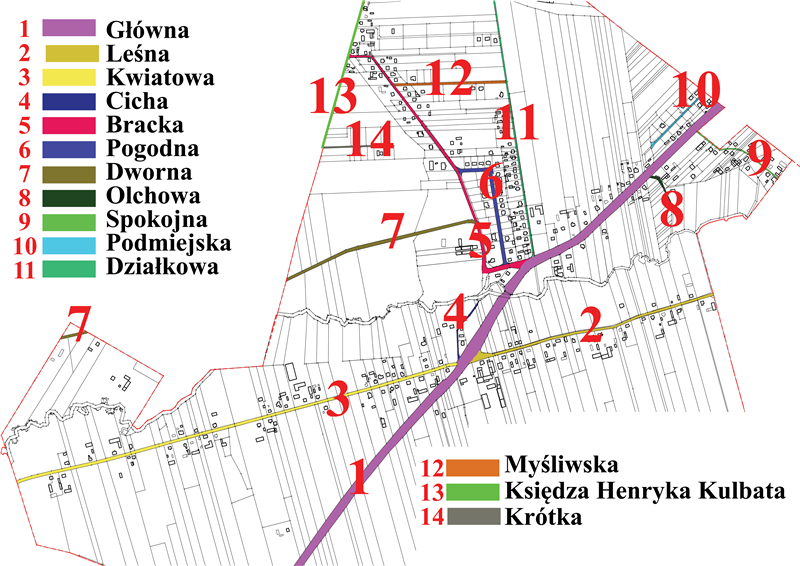 1 Główna
2 Leśna
3 Kwiatowa
4 Cicha
5 Bracka
6 Pogodna
7 Dworna
8 Olchowa
9 Spokojna
10 Podmiejska
11 Działkowa
12
13
14
11
10
9
8
6
7
5
4
2
7
3
1
12 Myśliwska
13 Księdza Henryka Kulbata
14 Krótka